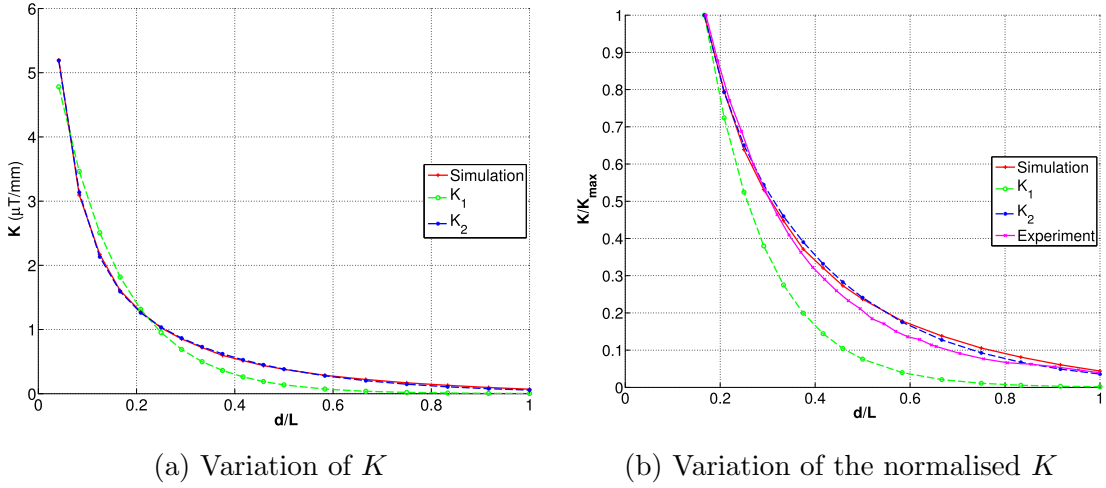 6
5
4
3
2
1
0
0
0.2
0.4
0.6
0.8
1
K (μT/mm)
d/L
Simulation
K1
K2
(a) Variation of K
1
0.9
0.8
0.7
0.6
0.5
0.4
0.3
0.2
0.1
0
0
0.2
0.4
0.6
0.8
1
K/Kmax
d/L
Simulation
K1
K2
Experiment
(b) Variation of the normalised K